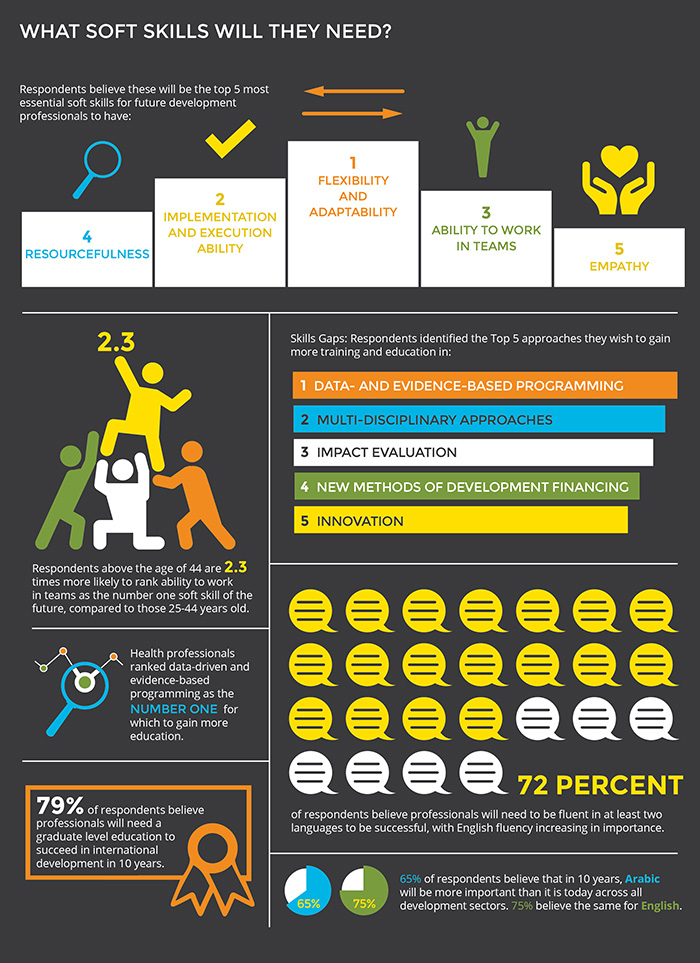 WHAT SOFT SKILLS WILL THEY NEED?
Respondents believe these will be the top 5 most
essential soft skills for future development
professionals to have:
4
RESOURCEFULNESS
2
IMPLEMENTATION
AND EXECUTION
ABILITY
1
FLEXIBILITY
AND
ADAPTABILITY
3
ABILITY TO WORK
IN TEAMS
5
EMPATHY
2.3
Respondents above the age of 44 are 2.3
times more likely to rank ability to work
in teams as the number one soft skill of the
future, compared to those 25-44 years old.
Health professionals
ranked data-driven and
evidence-based
programming as the
NUMBER ONE for
which to gain more
education.
79% of respondents believe
professionals will need a
graduate level education to
succeed in international
development in 10 years.
Skills Gaps: Respondents identified the Top 5 approaches they wish to gain
more training and education in:
1 DATA- AND EVIDENCE-BASED PROGRAMMING
2 MULTI-DISCIPLINARY APPROACHES
3 IMPACT EVALUATION
4 NEW METHODS OF DEVELOPMENT FINANCING
5 INNOVATION
72 PERCENT
of respondents believe professionals will need to be fluent in at least two
languages to be successful, with English fluency increasing in importance.
65%
75%
65% of respondents believe that in 10 years, Arabic
will be more important than it is today across all
development sectors. 75% believe the same for English.